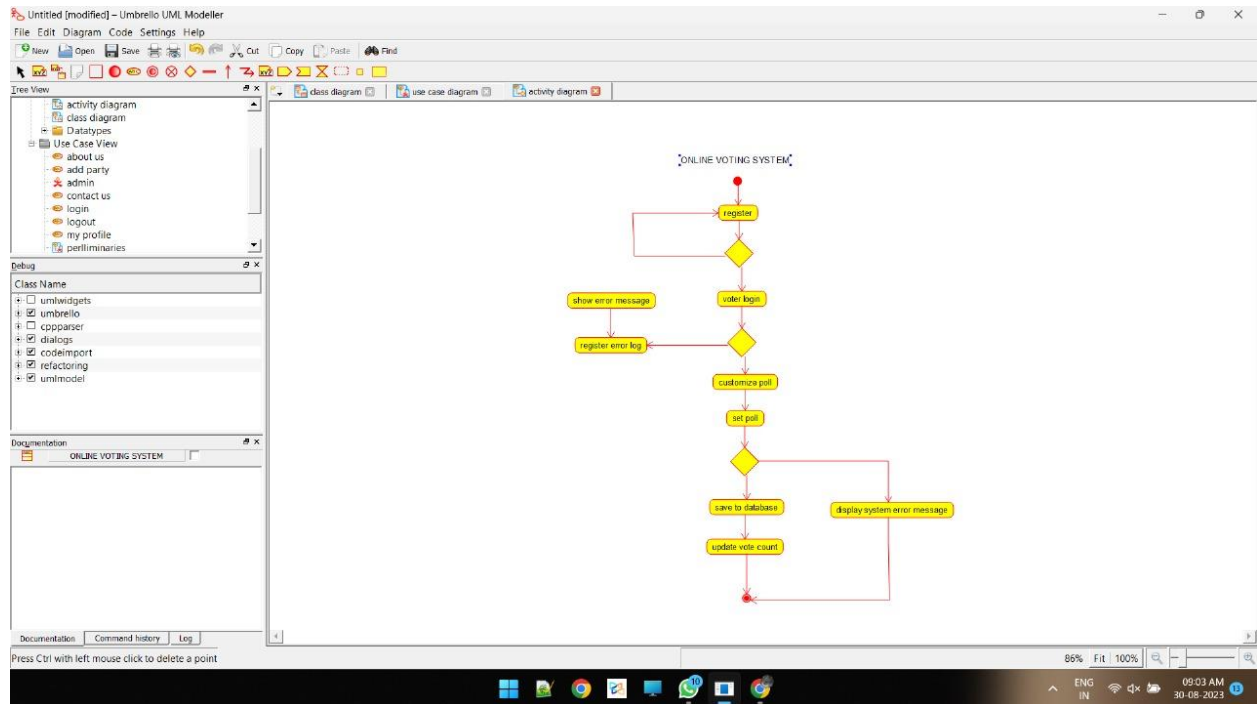 Untitled [modified] – Umbrello UML Modeller
File Edit Diagram Code Settings Help
New Open Save Cut Copy Paste Find
Tree View
class diagram use case diagram activity diagram
activity diagram
class diagram
Datatypes
Use Case View
about us
add party
admin
contact us
login
logout
my profile
perlliminaries
Debug
Class Name
umlwidgets
umbrello
cppparser
dialogs
codeimport
refactoring
umlmodel
Documentation
ONLINE VOTING SYSTEM
Documentation Command history Log
ONLINE VOTING SYSTEM
register
voter login
show error message
register error log
customize poll
set poll
save to database
display system error message
update vote count
Press Ctrl with left mouse click to delete a point
86% Fit 100%
10
ENG
IN
09:03 AM
30-08-2023
13